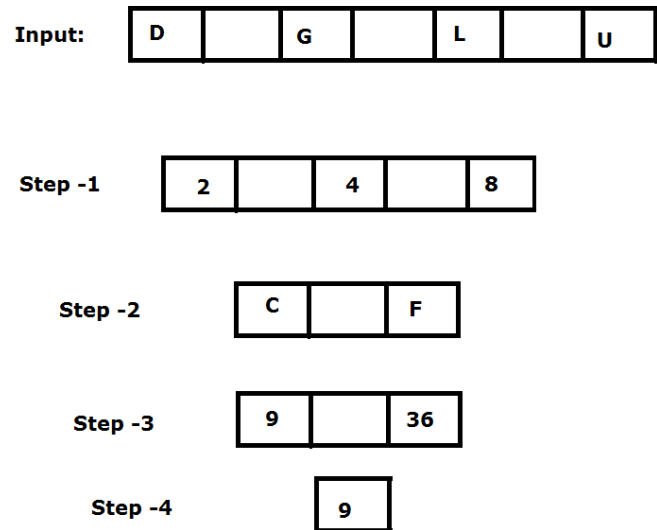 Input: D G L U
Step -1 2 4 8
Step -2 C F
Step -3 9 36
Step -4 9